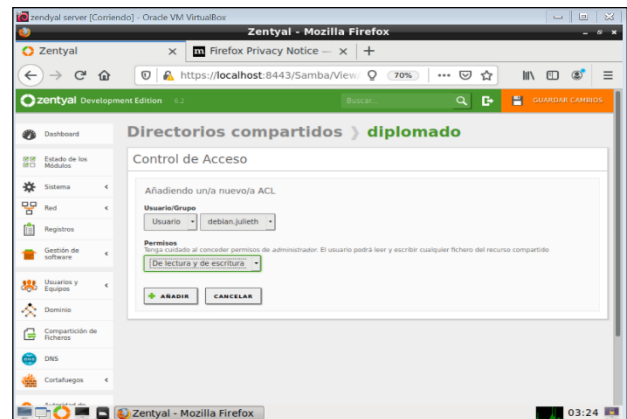 zendyal server [Corriendo] - Oracle VM VirtualBox
Zentyal - Mozilla Firefox
Zentyal
Firefox Privacy Notice —
https://localhost:8443/Samba/View/
70%
zentyal Development Edition 6.2
Buscar...
GUARDAR CAMBIOS
Dashboard
Estado de los
Módulos
Sistema
Red
Registros
Gestión de
software
Usuarios y
Equipos
Dominio
Compartición de
Ficheros
DNS
Cortafuegos
Directorios compartidos
diplomado
Control de Acceso
Añadiendo un/a nuevo/a ACL
Usuario/Grupo
Usuario
debian.julieth
Permisos
Tenga cuidado al conceder permisos de administrador. El usuario podrá leer y escribir cualquier fichero del recurso compartido
De lectura y de escritura
AÑADIR
CANCELAR
Zentyal - Mozilla Firefox
03:24